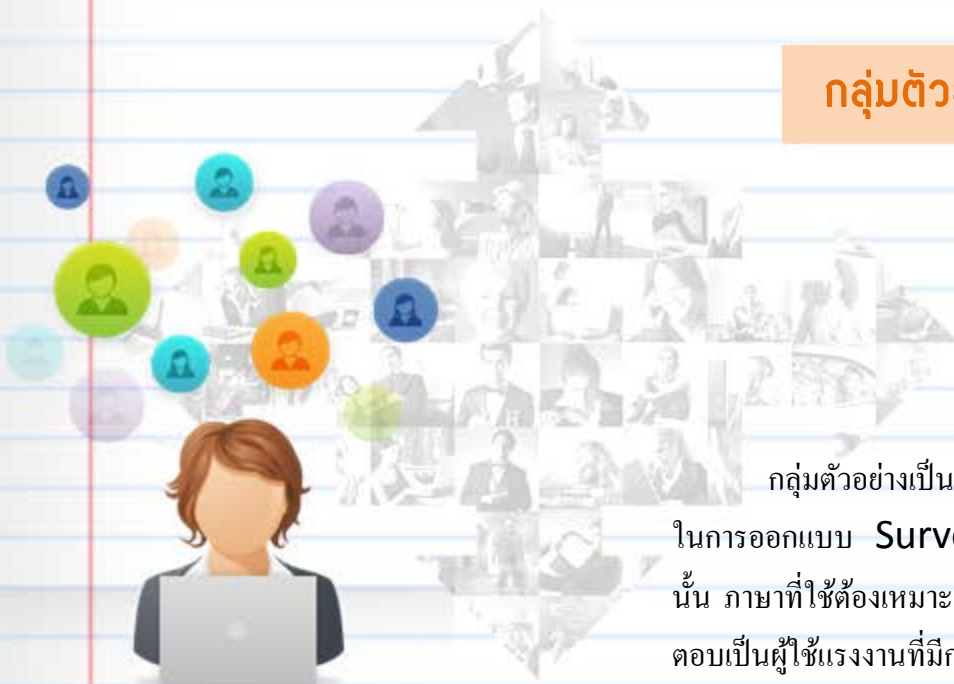 กลุ่มตัว
กลุ่มตัวอย่างเป็น
ในการออกแบบ Surve
นั้น ภาษาที่ใช้ต้องเหมาะ
ตอบเป็นผู้ใช้แรงงานที่มี